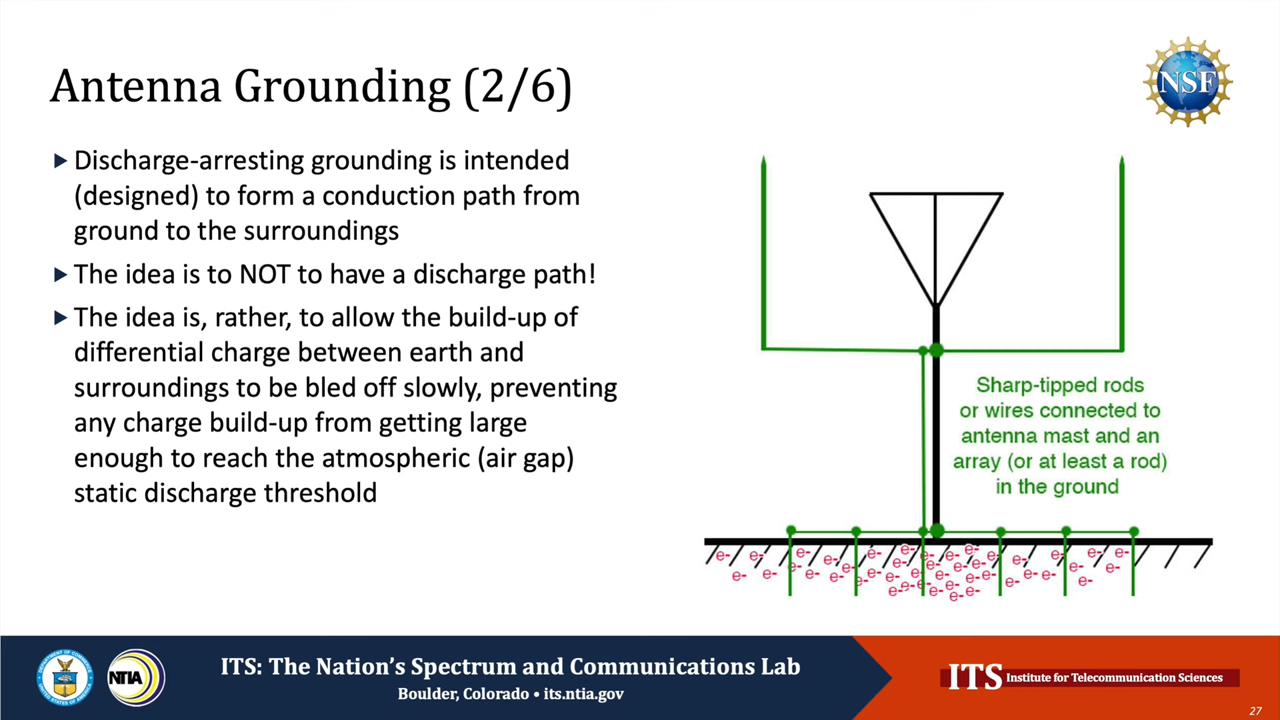 Antenna Grounding (2/6)
NSF
Discharge-arresting grounding is intended
(designed) to form a conduction path from
ground to the surroundings
The idea is to NOT to have a discharge path!
The idea is, rather, to allow the build-up of
differential charge between earth and
surroundings to be bled off slowly, preventing
any charge build-up from getting large
enough to reach the atmospheric (air gap)
static discharge threshold
Sharp-tipped rods
or wires connected to
antenna mast and an
array (or at least a rod)
in the ground
e- e- e- e- e- e- e- e- e- e- e-
e- e- e- e- e- e- e- e- e- e- e- e-
e- e- e- e- e- e- e- e- e-
NTIA
ITS: The Nation's Spectrum and Communications Lab
Boulder, Colorado • its.ntia.gov
ITS Institute for Telecommunication Sciences
27